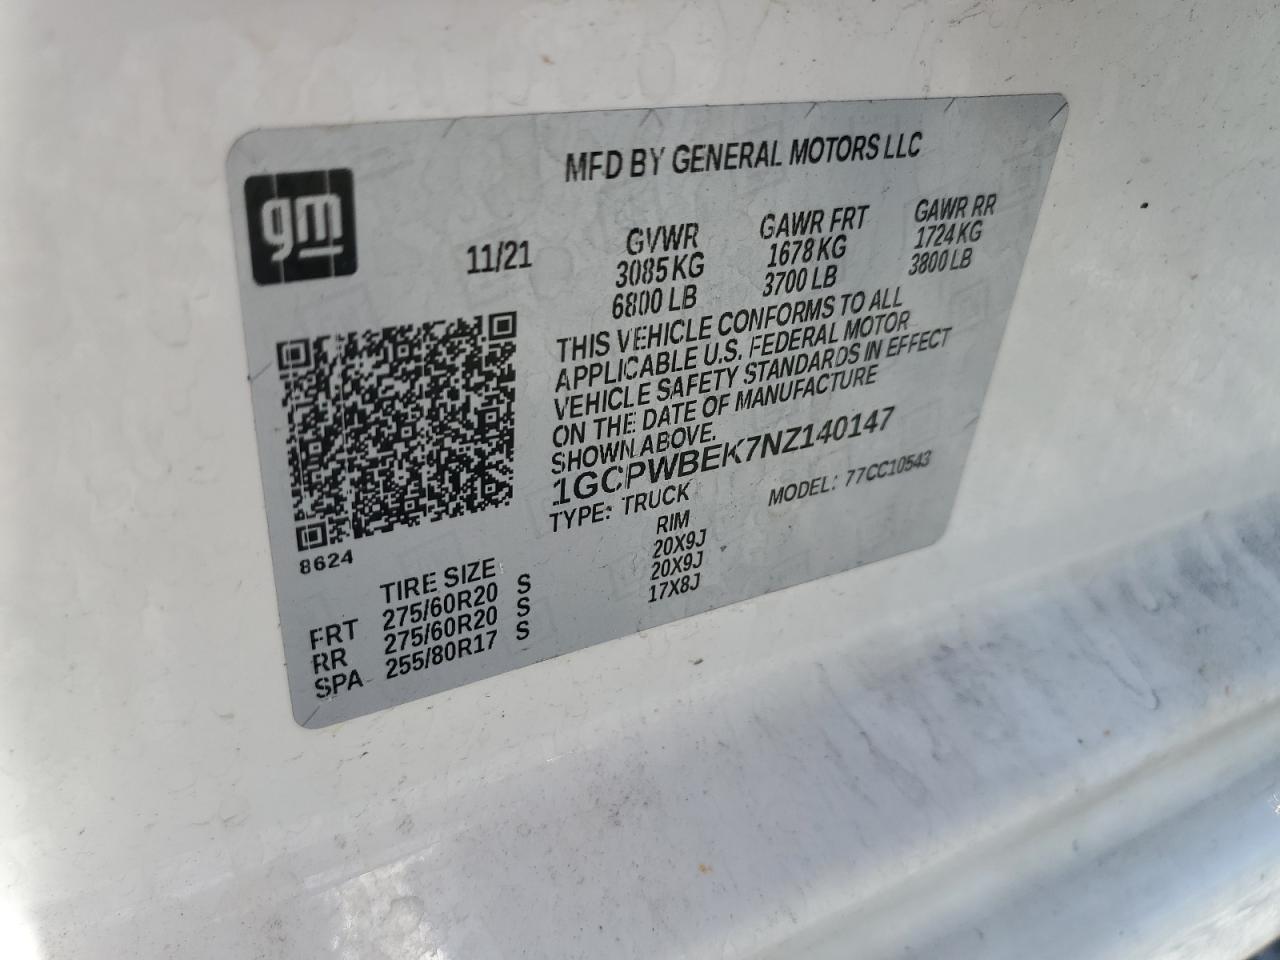 gm
MFD BY GENERAL MOTORS LLC
11/21
GVWR GAWR FRT GAWR RR
3085 KG 1678 KG 1724 KG
6800 LB 3700 LB 3800 LB
THIS VEHICLE CONFORMS TO ALL
APPLICABLE U.S. FEDERAL MOTOR
VEHICLE SAFETY STANDARDS IN EFFECT
ON THE DATE OF MANUFACTURE
SHOWN ABOVE.
1GCPWBEK7NZ140147
TYPE: TRUCK MODEL: 77CC10543
8624
TIRE SIZE RIM
FRT 275/60R20 S 20X9J
RR 275/60R20 S 20X9J
SPA 255/80R17 S 17X8J